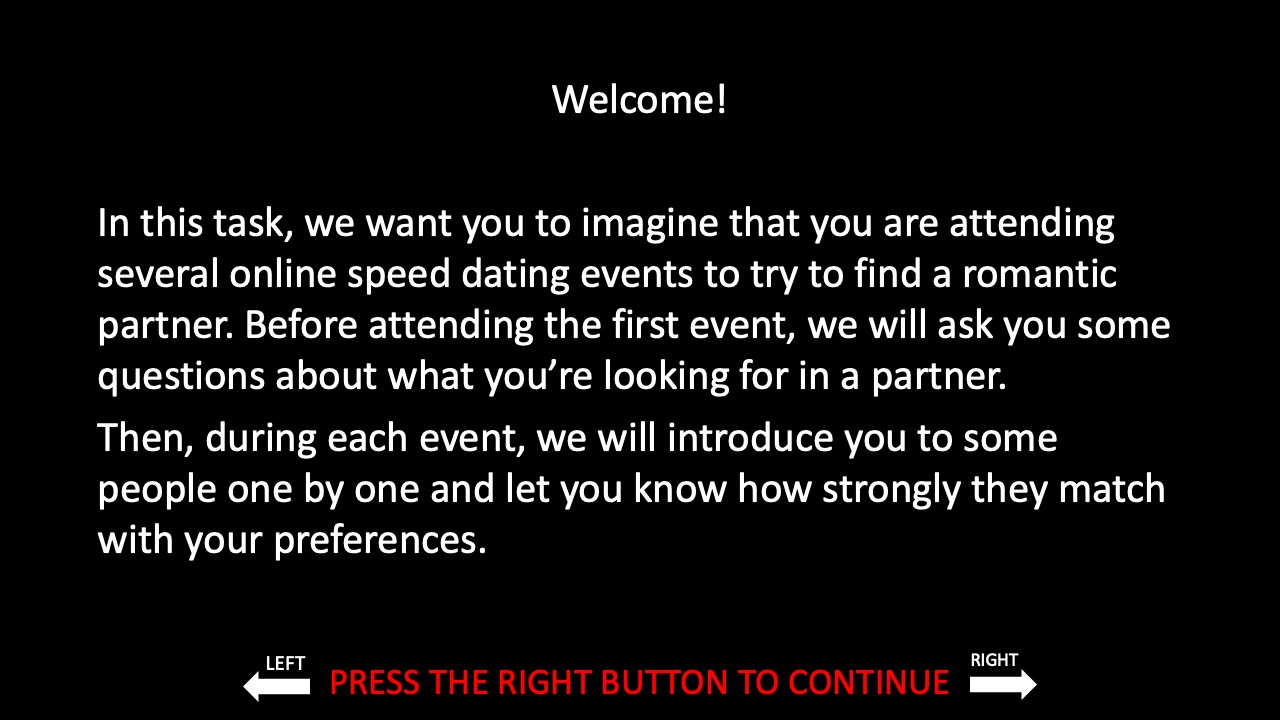 Welcome!
In this task, we want you to imagine that you are attending
several online speed dating events to try to find a romantic
partner. Before attending the first event, we will ask you some
questions about what you’re looking for in a partner.
Then, during each event, we will introduce you to some
people one by one and let you know how strongly they match
with your preferences.
LEFT
PRESS THE RIGHT BUTTON TO CONTINUE
RIGHT